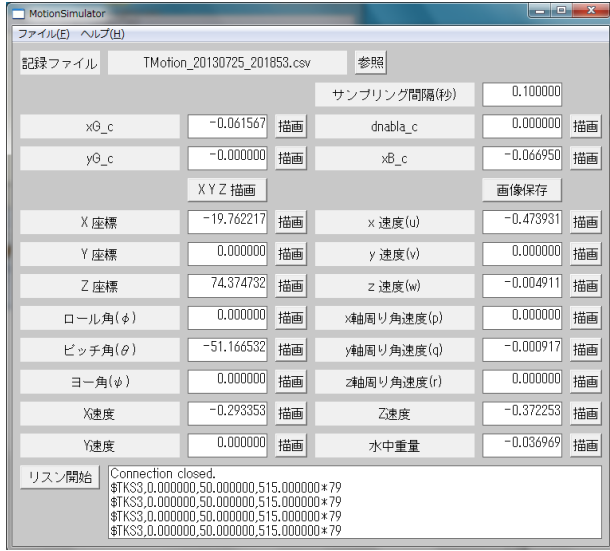 MotionSimulator
ファイル(F) ヘルプ(H)
記録ファイル TMotion_20130725_201853.csv 参照
サンプリング間隔(秒) 0.100000
xG_c -0.061567 描画 dnabla_c 0.000000 描画
yG_c -0.000000 描画 xB_c -0.066950 描画
X Y Z 描画 画像保存
X 座標 -19.762217 描画 x 速度(u) -0.473931 描画
Y 座標 0.000000 描画 y 速度(v) 0.000000 描画
Z 座標 74.374732 描画 z 速度(w) -0.004911 描画
ロール角(φ) 0.000000 描画 x軸周り角速度(p) 0.000000 描画
ピッチ角(θ) -51.166532 描画 y軸周り角速度(q) -0.000917 描画
ヨー角(ψ) 0.000000 描画 z軸周り角速度(r) 0.000000 描画
X速度 -0.293353 描画 Z速度 -0.372253 描画
Y速度 0.000000 描画 水中重量 -0.036969 描画
リスン開始 Connection closed.
$TKS3,0.000000,50.000000,515.000000*79
$TKS3,0.000000,50.000000,515.000000*79
$TKS3,0.000000,50.000000,515.000000*79
$TKS3,0.000000,50.000000,515.000000*79